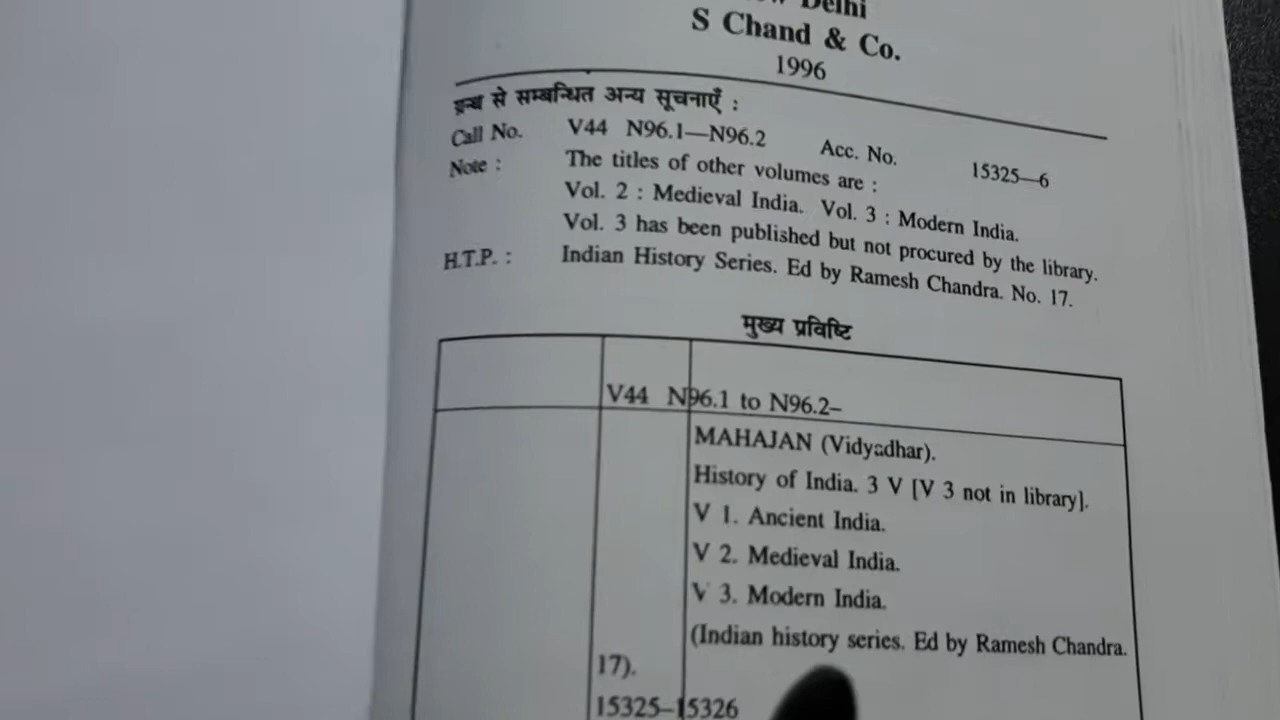 Delhi
S Chand & Co.
1996
ग्रन्थ से सम्बन्धित अन्य सूचनाएँ :
Call No. V44 N96.1—N96.2 Acc. No. 15325—6
Note : The titles of other volumes are :
Vol. 2 : Medieval India. Vol. 3 : Modern India.
Vol. 3 has been published but not procured by the library.
H.T.P. : Indian History Series. Ed by Ramesh Chandra. No. 17.
मुख्य प्रविष्टि
V44 N96.1 to N96.2–
MAHAJAN (Vidyadhar).
History of India. 3 V [V 3 not in library].
V 1. Ancient India.
V 2. Medieval India.
V 3. Modern India.
(Indian history series. Ed by Ramesh Chandra.
17).
15325–15326